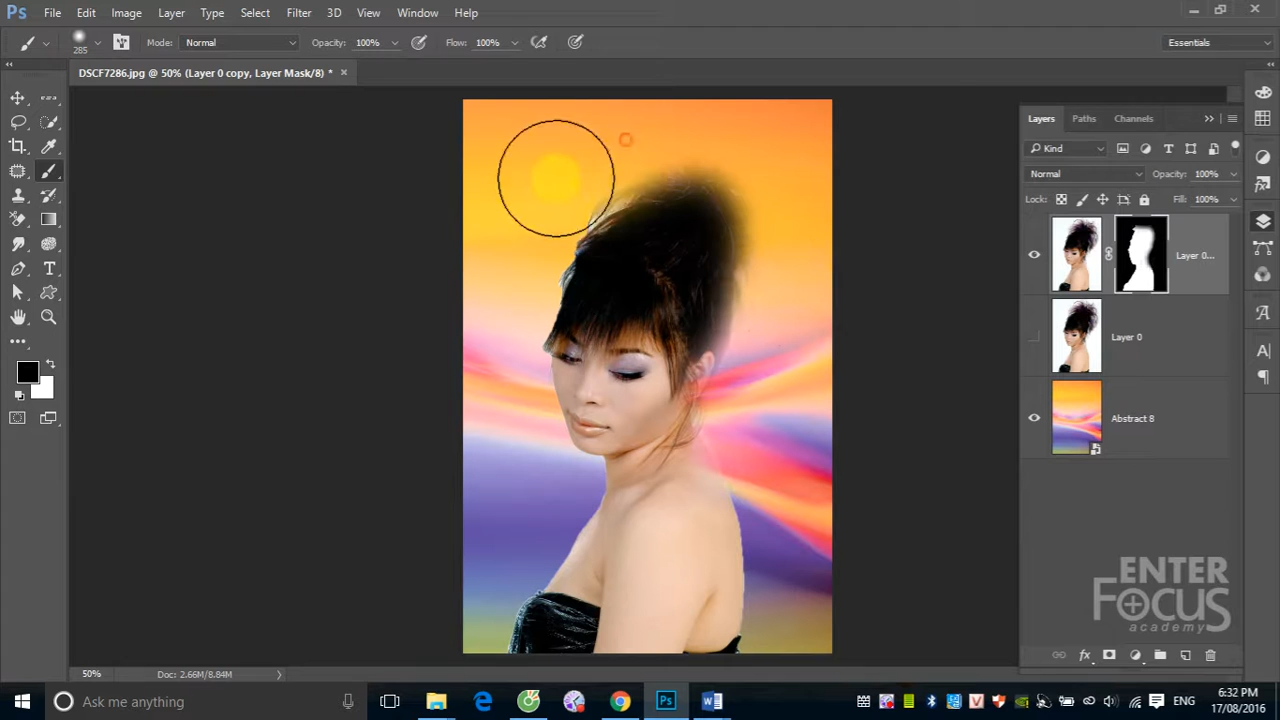 Ps File Edit Image Layer Type Select Filter 3D View Window Help
285 Mode: Normal Opacity: 100% Flow: 100% Essentials
DSCF7286.jpg @ 50% (Layer 0 copy, Layer Mask/8) * ×
Layers Paths Channels
Kind
Normal Opacity: 100%
Lock: Fill: 100%
Layer 0...
Layer 0
Abstract 8
ENTER
FOCUS
academy
50% Doc: 2.66M/8.84M
Ask me anything
ENG
6:32 PM
17/08/2016